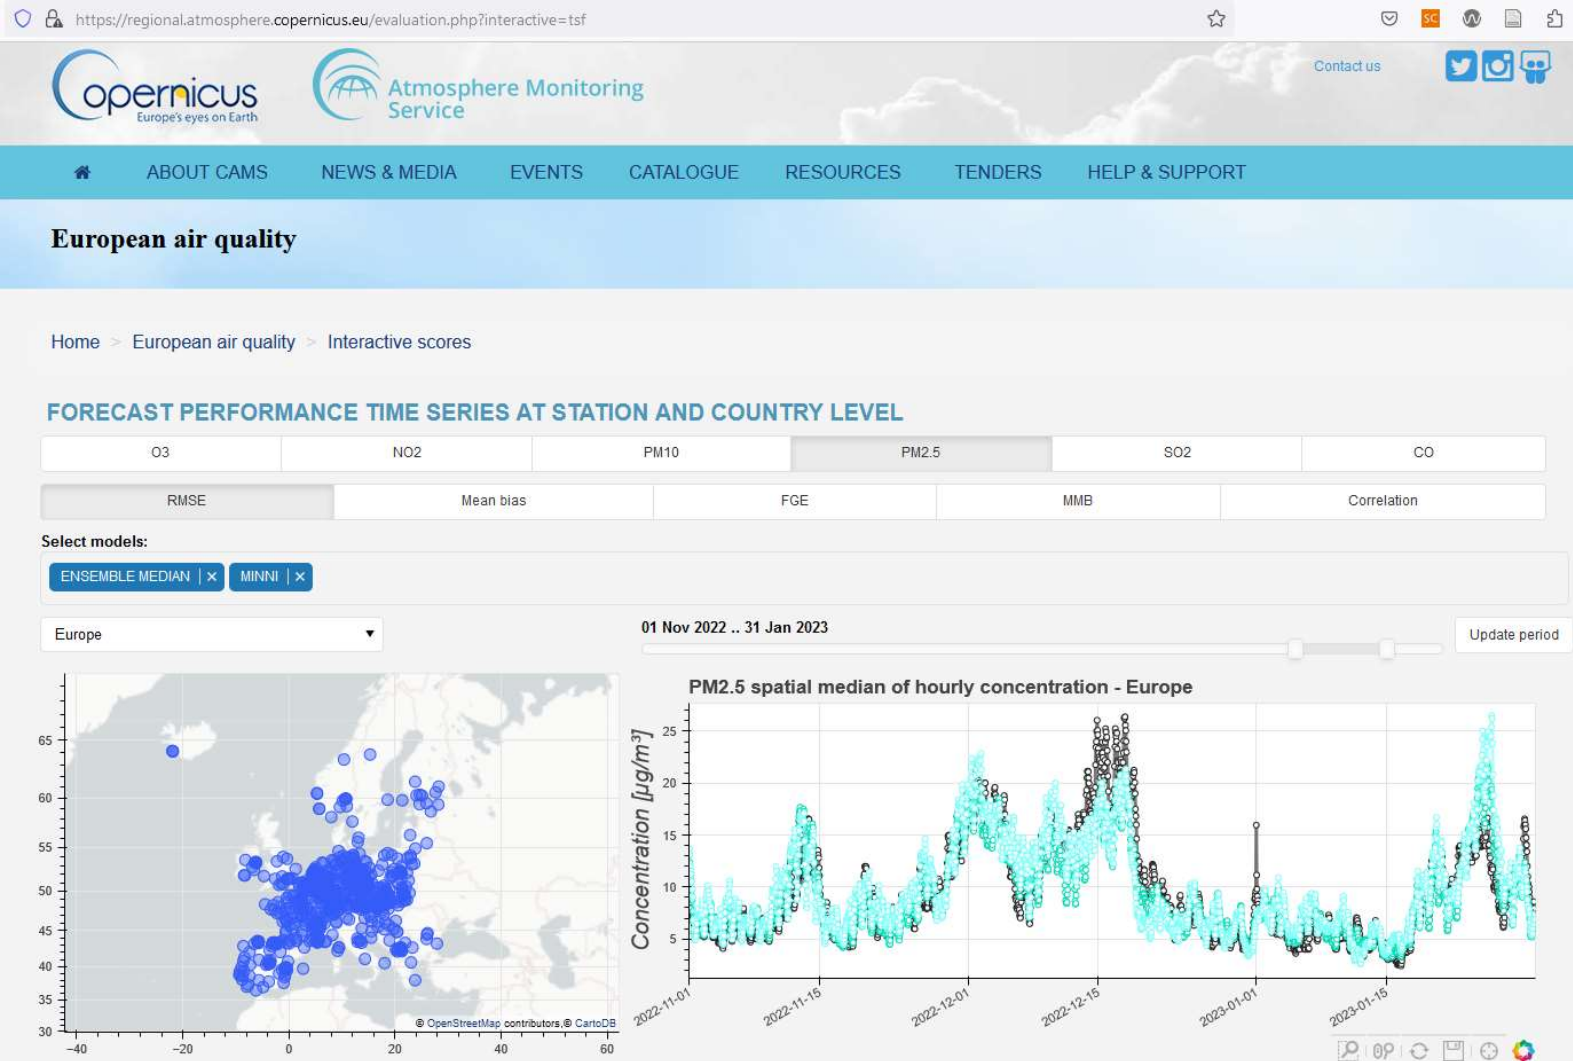 https://regional.atmosphere.copernicus.eu/evaluation.php?interactive=tsf
SC
opernicus
Europe's eyes on Earth
Atmosphere Monitoring
Service
Contact us
ABOUT CAMS NEWS & MEDIA EVENTS CATALOGUE RESOURCES TENDERS HELP & SUPPORT
European air quality
Home > European air quality > Interactive scores
FORECAST PERFORMANCE TIME SERIES AT STATION AND COUNTRY LEVEL
O3 NO2 PM10 PM2.5 SO2 CO
RMSE Mean bias FGE MMB Correlation
Select models:
ENSEMBLE MEDIAN | × MINNI | ×
Europe
01 Nov 2022 .. 31 Jan 2023
Update period
65
60
55
50
45
40
35
30
−40 −20 0 20 40 60
© OpenStreetMap contributors,© CartoDB
PM2.5 spatial median of hourly concentration - Europe
Concentration [µg/m³]
25
20
15
10
5
2022-11-01 2022-11-15 2022-12-01 2022-12-15 2023-01-01 2023-01-15